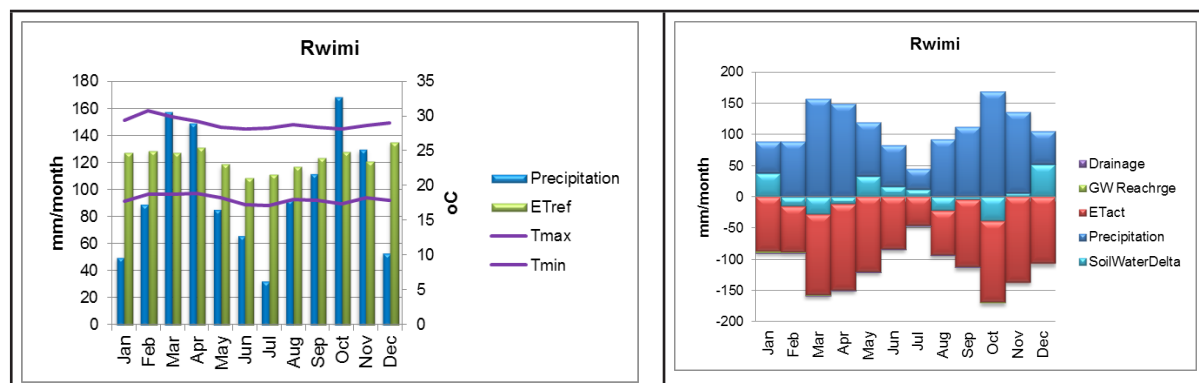 Rwimi
180
160
140
120
100
80
60
40
20
0
mm/month
35
30
25
20
15
10
5
0
oC
Jan
Feb
Mar
Apr
May
Jun
Jul
Aug
Sep
Oct
Nov
Dec
Precipitation
ETref
Tmax
Tmin
Rwimi
200
150
100
50
0
-50
-100
-150
-200
mm/month
Jan
Feb
Mar
Apr
May
Jun
Jul
Aug
Sep
Oct
Nov
Dec
Drainage
GW Reachrge
ETact
Precipitation
SoilWaterDelta